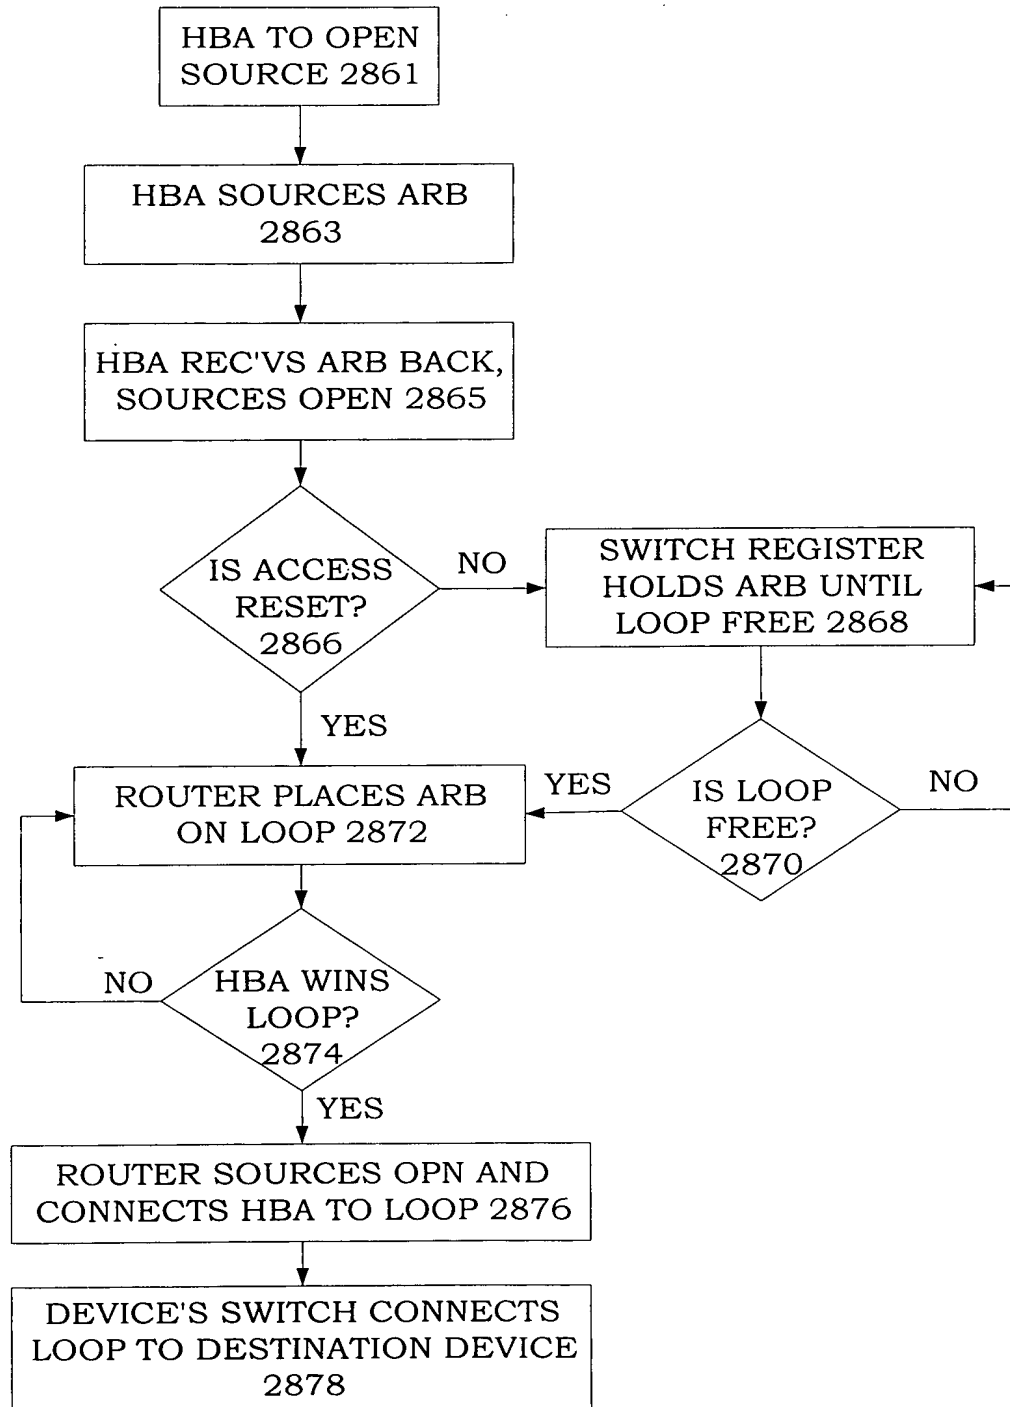 HBA TO OPEN
SOURCE 2861
HBA SOURCES ARB
2863
HBA REC'VS ARB BACK,
SOURCES OPEN 2865
IS ACCESS
RESET?
2866
NO
SWITCH REGISTER
HOLDS ARB UNTIL
LOOP FREE 2868
YES
ROUTER PLACES ARB
ON LOOP 2872
YES
IS LOOP
FREE?
2870
NO
NO
HBA WINS
LOOP?
2874
YES
ROUTER SOURCES OPN AND
CONNECTS HBA TO LOOP 2876
DEVICE'S SWITCH CONNECTS
LOOP TO DESTINATION DEVICE
2878